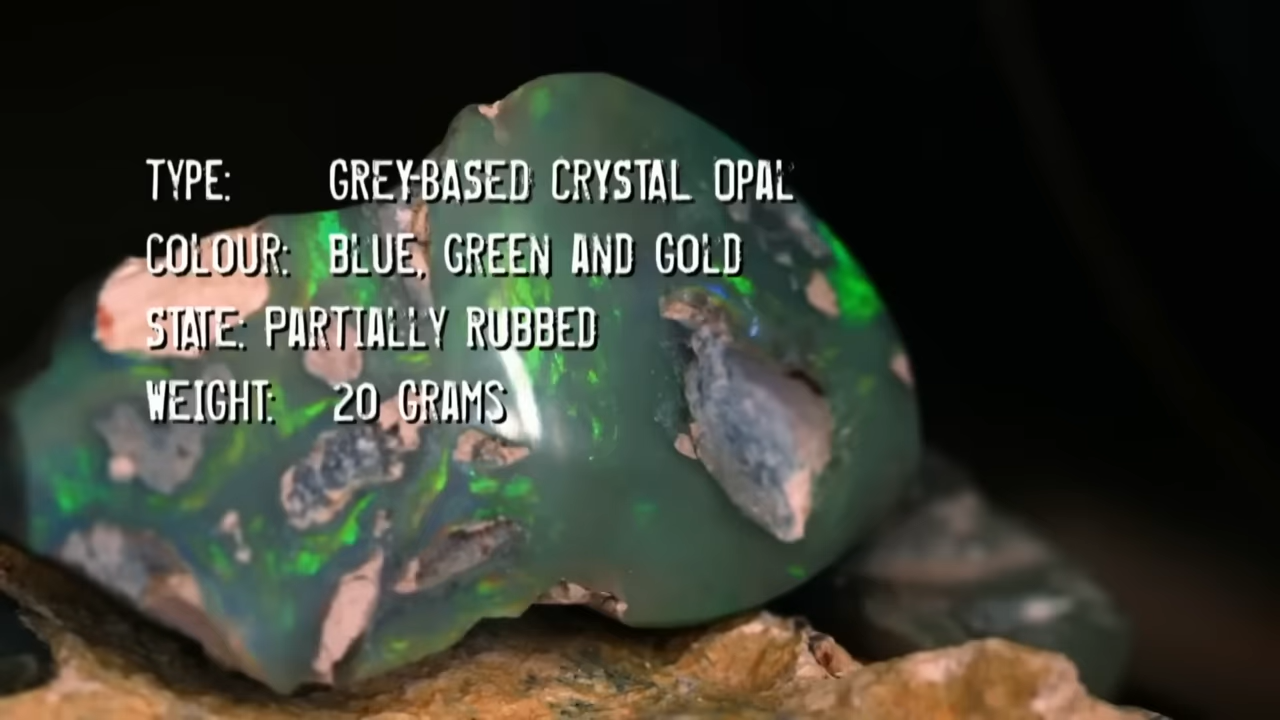 TYPE: GREY-BASED CRYSTAL OPAL
COLOUR: BLUE, GREEN AND GOLD
STATE: PARTIALLY RUBBED
WEIGHT: 20 GRAMS